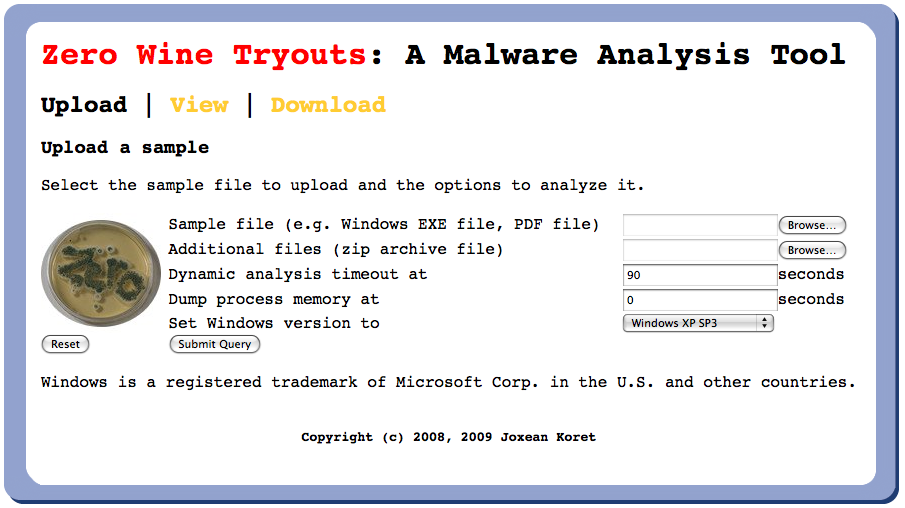 Zero Wine Tryouts: A Malware Analysis Tool
Upload | View | Download
Upload a sample
Select the sample file to upload and the options to analyze it.
Zero
Sample file (e.g. Windows EXE file, PDF file) Browse...
Additional files (zip archive file) Browse...
Dynamic analysis timeout at 90 seconds
Dump process memory at 0 seconds
Set Windows version to Windows XP SP3
Reset Submit Query
Windows is a registered trademark of Microsoft Corp. in the U.S. and other countries.
Copyright (c) 2008, 2009 Joxean Koret